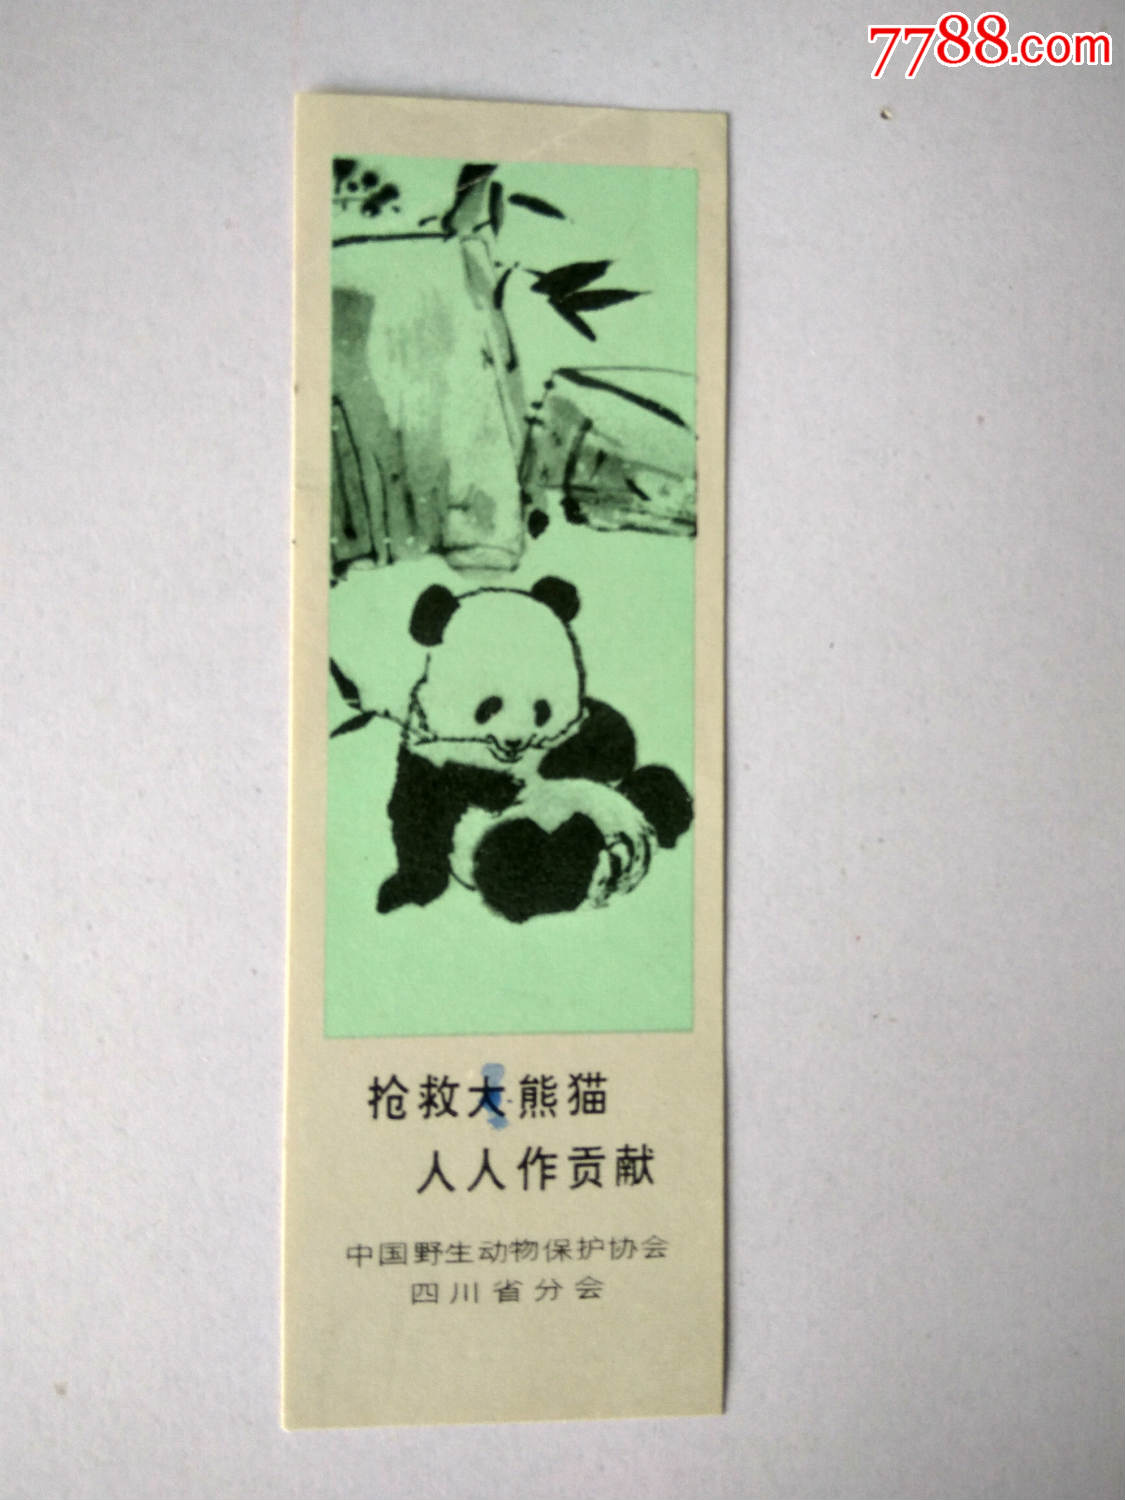 7788.com
抢救大熊猫
人人作贡献
中国野生动物保护协会
四川省分会